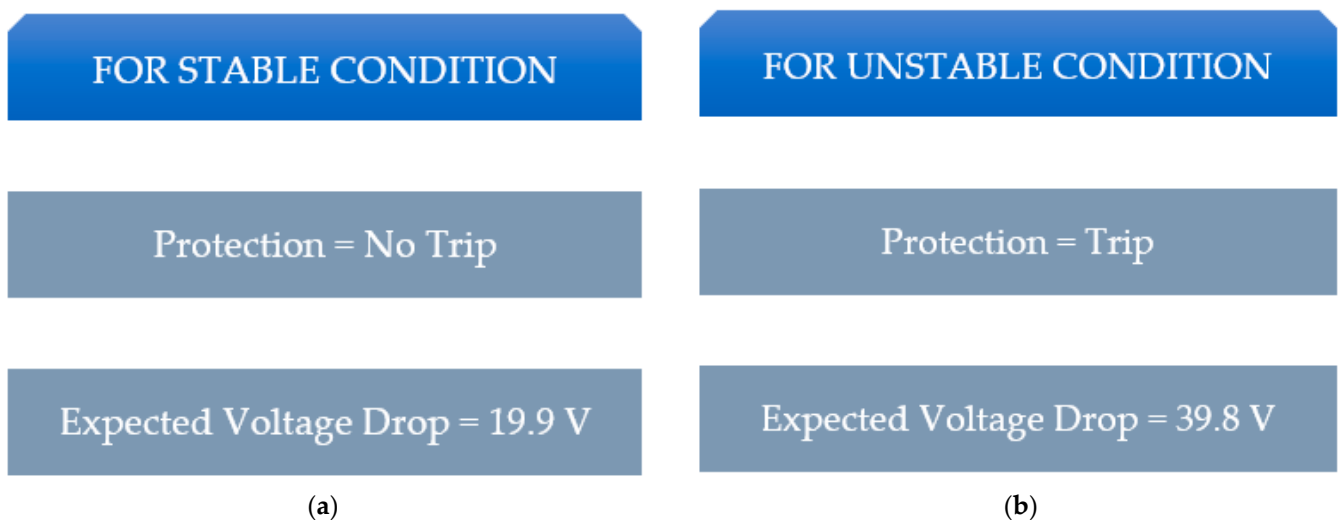 FOR STABLE CONDITION
Protection = No Trip
Expected Voltage Drop = 19.9 V
(a)
FOR UNSTABLE CONDITION
Protection = Trip
Expected Voltage Drop = 39.8 V
(b)